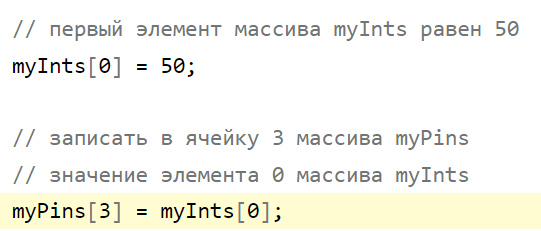 // первый элемент массива myInts равен 50
myInts[0] = 50;
// записать в ячейку 3 массива myPins
// значение элемента 0 массива myInts
myPins[3] = myInts[0];